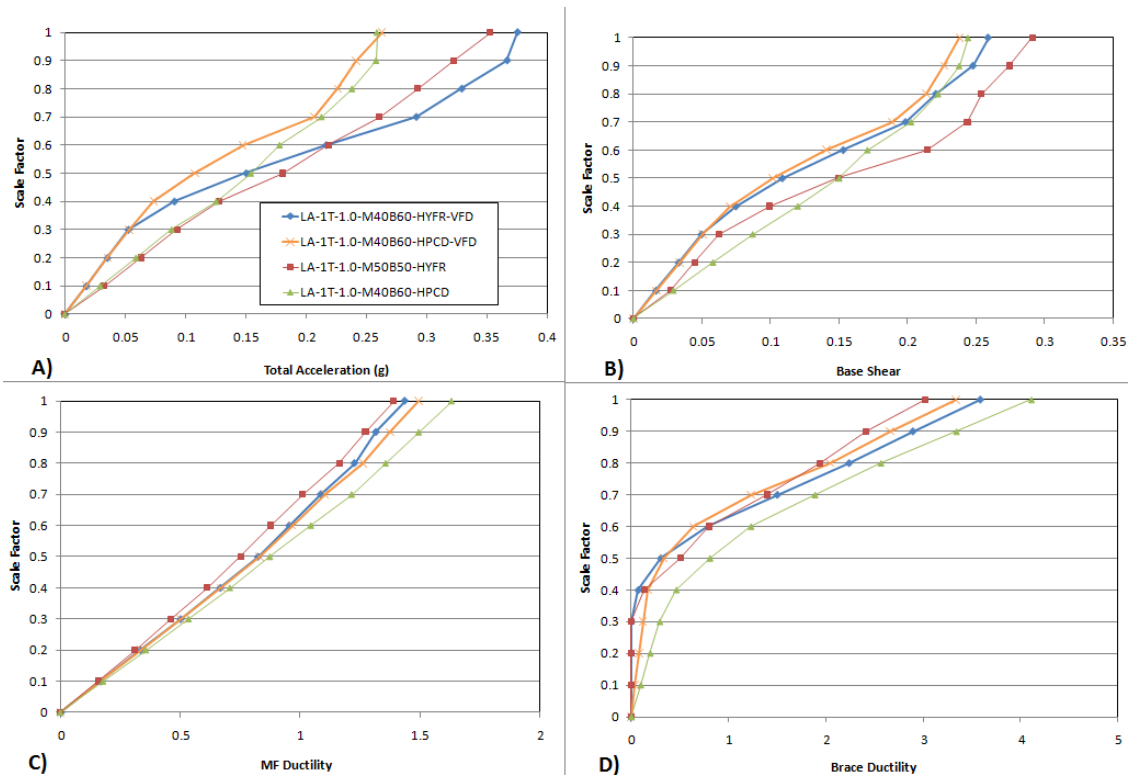 1
0.9
0.8
0.7
0.6
0.5
0.4
0.3
0.2
0.1
0
Scale Factor
LA-1T-1.0-M40B60-HYFR-VFD
LA-1T-1.0-M40B60-HPCD-VFD
LA-1T-1.0-M50B50-HYFR
LA-1T-1.0-M40B60-HPCD
0 0.05 0.1 0.15 0.2 0.25 0.3 0.35 0.4
A) Total Acceleration (g)
1
0.9
0.8
0.7
0.6
0.5
0.4
0.3
0.2
0.1
0
Scale Factor
0 0.05 0.1 0.15 0.2 0.25 0.3 0.35
B) Base Shear
1
0.9
0.8
0.7
0.6
0.5
0.4
0.3
0.2
0.1
0
Scale Factor
0 0.5 1 1.5 2
C) MF Ductility
1
0.9
0.8
0.7
0.6
0.5
0.4
0.3
0.2
0.1
0
Scale Factor
0 1 2 3 4 5
D) Brace Ductility